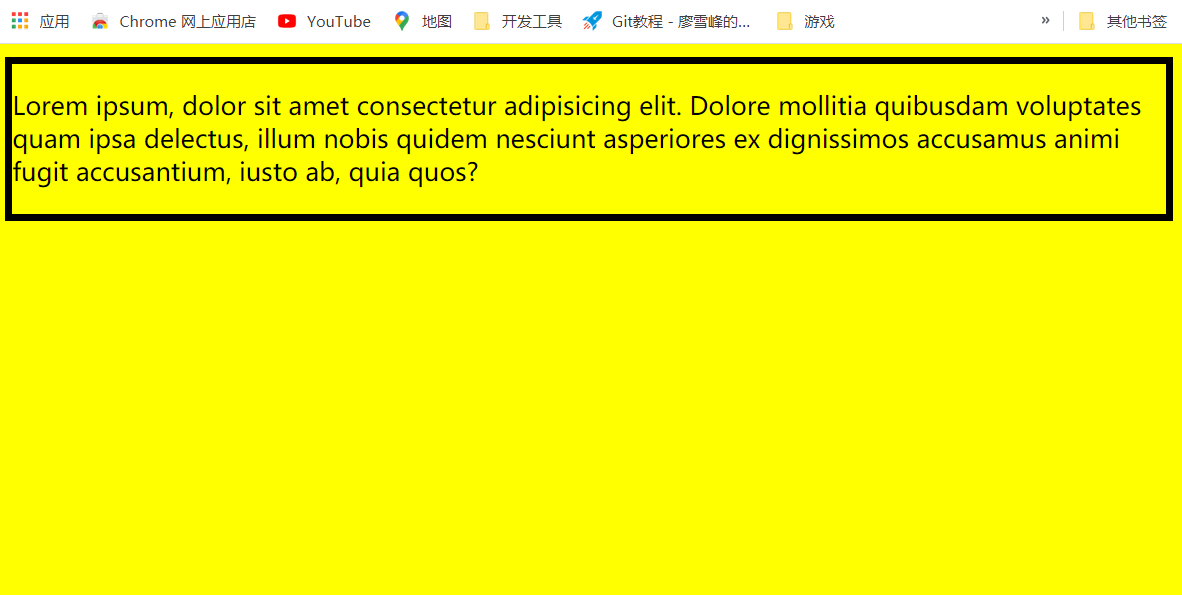 应用 Chrome 网上应用店 YouTube 地图 开发工具 Git教程 - 廖雪峰的... 游戏 » 其他书签
Lorem ipsum, dolor sit amet consectetur adipisicing elit. Dolore mollitia quibusdam voluptates
quam ipsa delectus, illum nobis quidem nesciunt asperiores ex dignissimos accusamus animi
fugit accusantium, iusto ab, quia quos?